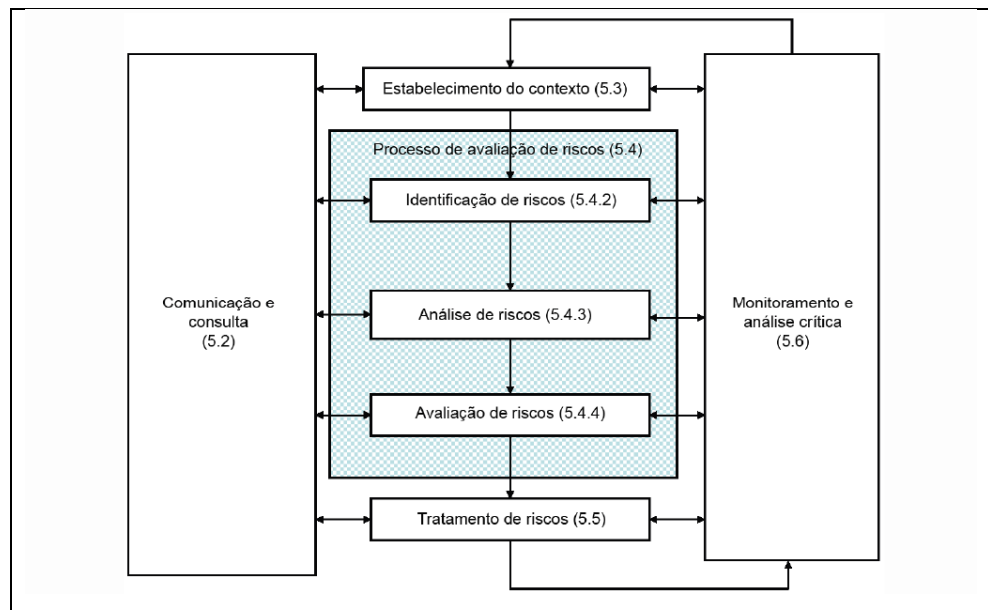 Estabelecimento do contexto (5.3)
Processo de avaliação de riscos (5.4)
Identificação de riscos (5.4.2)
Comunicação e
consulta
(5.2)
Análise de riscos (5.4.3)
Monitoramento e
análise crítica
(5.6)
Avaliação de riscos (5.4.4)
Tratamento de riscos (5.5)